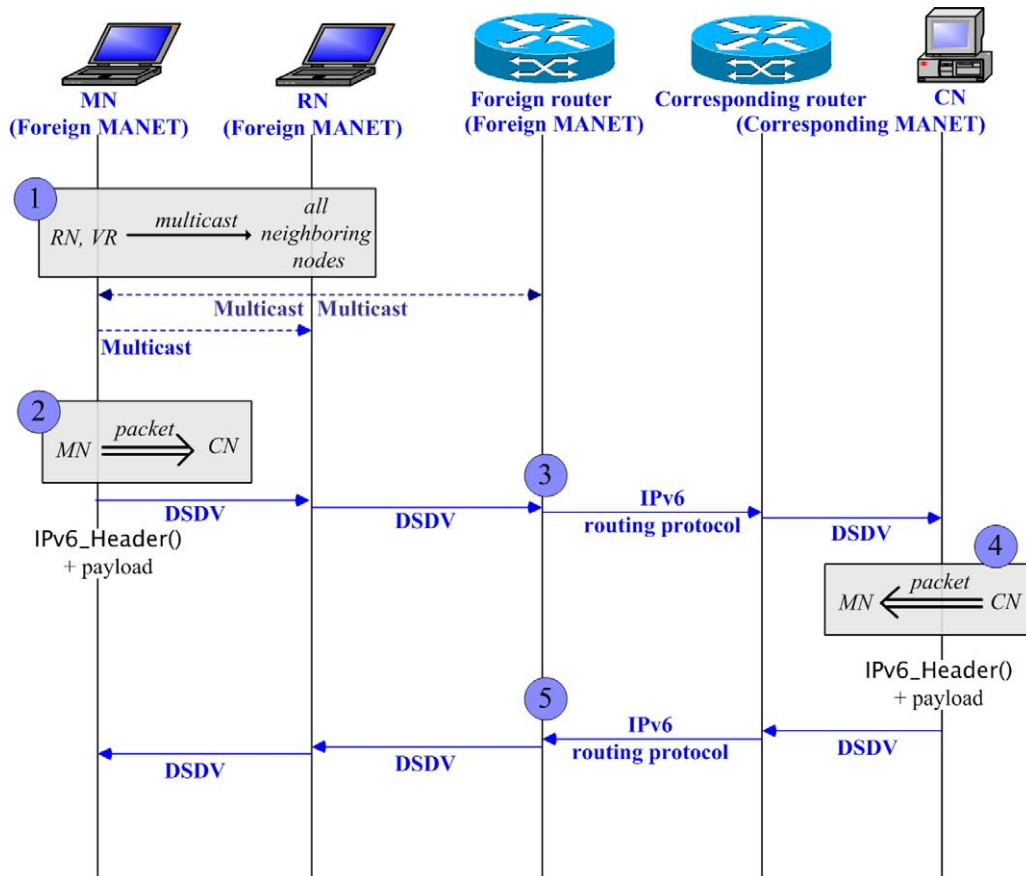 MN
(Foreign MANET)
RN
(Foreign MANET)
Foreign router
(Foreign MANET)
Corresponding router
CN
(Corresponding MANET)
1
RN, VR
multicast
all
neighboring
nodes
Multicast
Multicast
Multicast
2
MN
packet
CN
3
DSDV
DSDV
IPv6
routing protocol
DSDV
IPv6_Header()
+ payload
4
MN
packet
CN
IPv6_Header()
+ payload
5
DSDV
DSDV
IPv6
routing protocol
DSDV